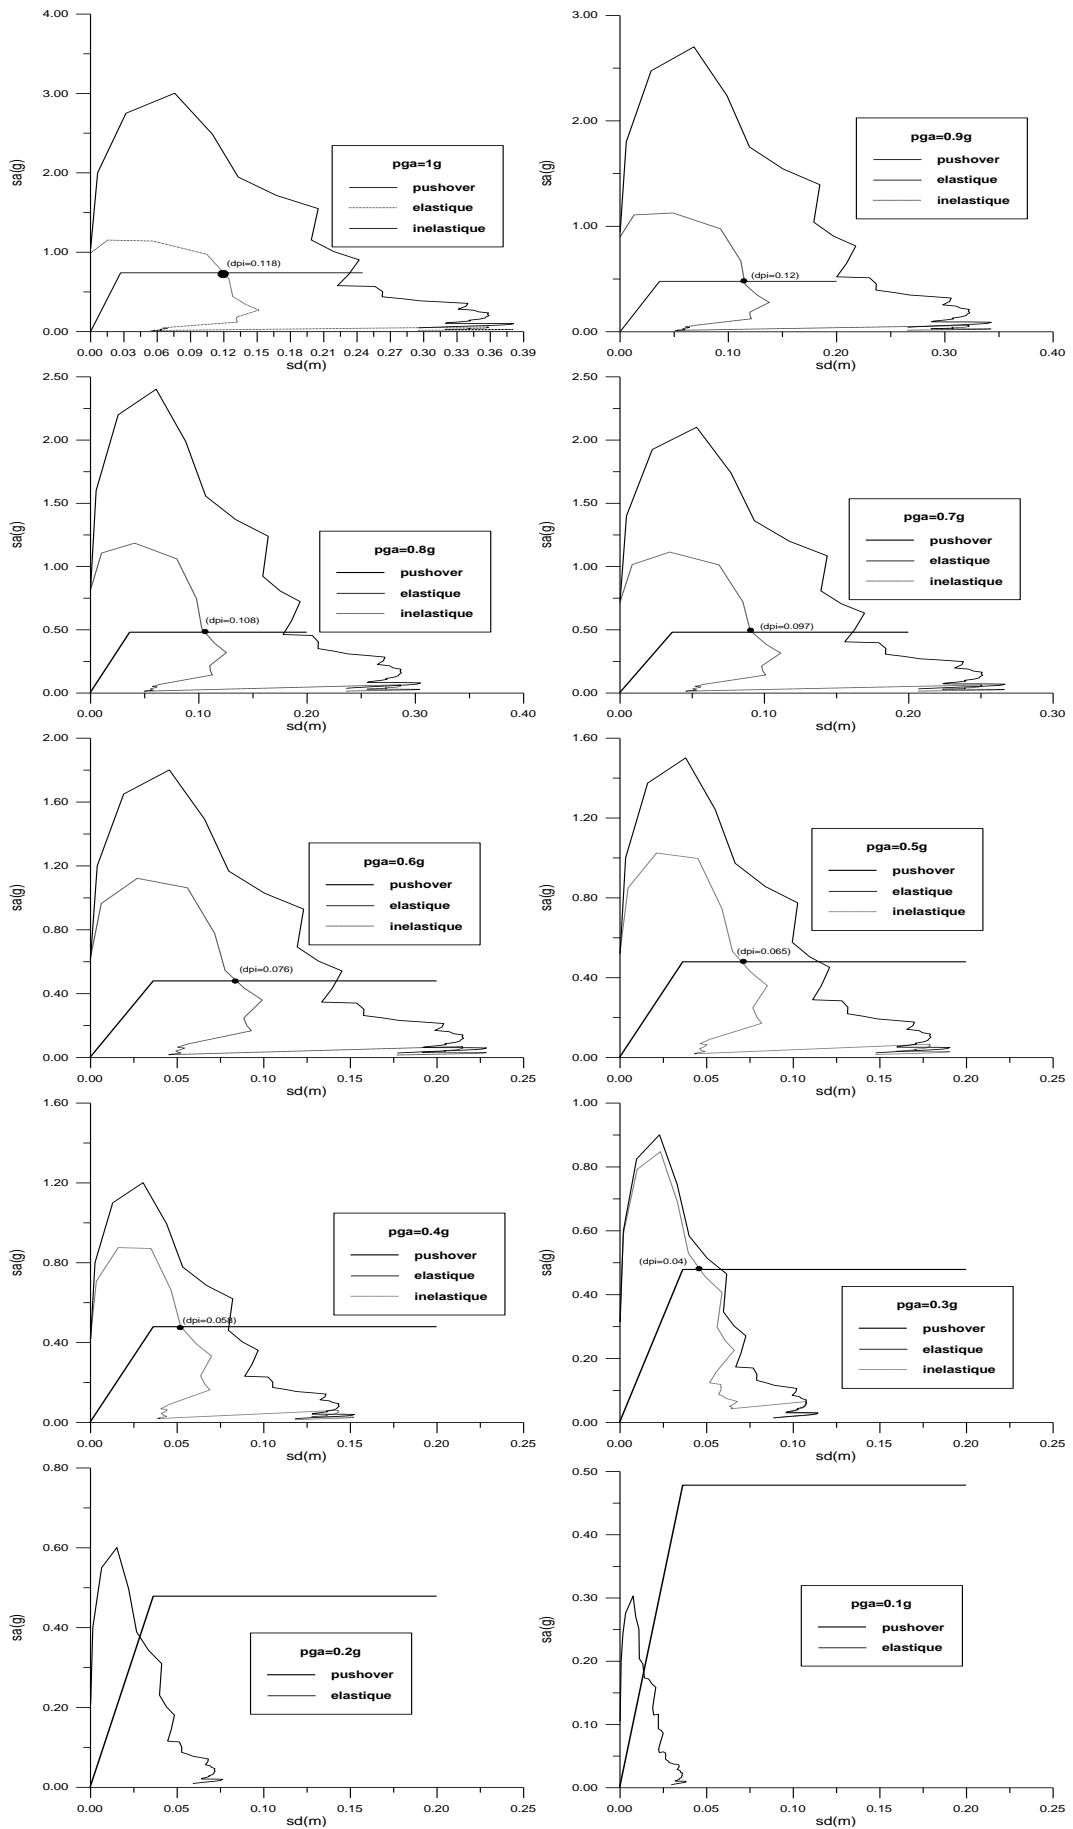 4.00
3.00
2.00
1.00
0.00
sa(g)
0.00 0.03 0.06 0.09 0.12 0.15 0.18 0.21 0.24 0.27 0.30 0.33 0.36 0.39
sd(m)
pga=1g
pushover
elastique
inelastique
(dpi=0.118)
3.00
2.00
1.00
0.00
sa(g)
0.00 0.10 0.20 0.30 0.40
sd(m)
pga=0.9g
pushover
elastique
inelastique
(dpi=0.12)
2.50
2.00
1.50
1.00
0.50
0.00
sa(g)
0.00 0.10 0.20 0.30 0.40
sd(m)
pga=0.8g
pushover
elastique
inelastique
(dpi=0.108)
2.50
2.00
1.50
1.00
0.50
0.00
sa(g)
0.00 0.10 0.20 0.30
sd(m)
pga=0.7g
pushover
elastique
inelastique
(dpi=0.097)
2.00
1.60
1.20
0.80
0.40
0.00
sa(g)
0.00 0.05 0.10 0.15 0.20 0.25
sd(m)
pga=0.6g
pushover
elastique
inelastique
(dpi=0.076)
1.60
1.20
0.80
0.40
0.00
sa(g)
0.00 0.05 0.10 0.15 0.20 0.25
sd(m)
pga=0.5g
pushover
elastique
inelastique
(dpi=0.065)
1.60
1.20
0.80
0.40
0.00
sa(g)
0.00 0.05 0.10 0.15 0.20 0.25
sd(m)
pga=0.4g
pushover
elastique
inelastique
(dpi=0.058)
1.00
0.80
0.60
0.40
0.20
0.00
sa(g)
0.00 0.05 0.10 0.15 0.20 0.25
sd(m)
pga=0.3g
pushover
elastique
inelastique
(dpi=0.04)
0.80
0.60
0.40
0.20
0.00
sa(g)
0.00 0.05 0.10 0.15 0.20 0.25
sd(m)
pga=0.2g
pushover
elastique
0.50
0.40
0.30
0.20
0.10
0.00
sa(g)
0.00 0.05 0.10 0.15 0.20 0.25
sd(m)
pga=0.1g
pushover
elastique